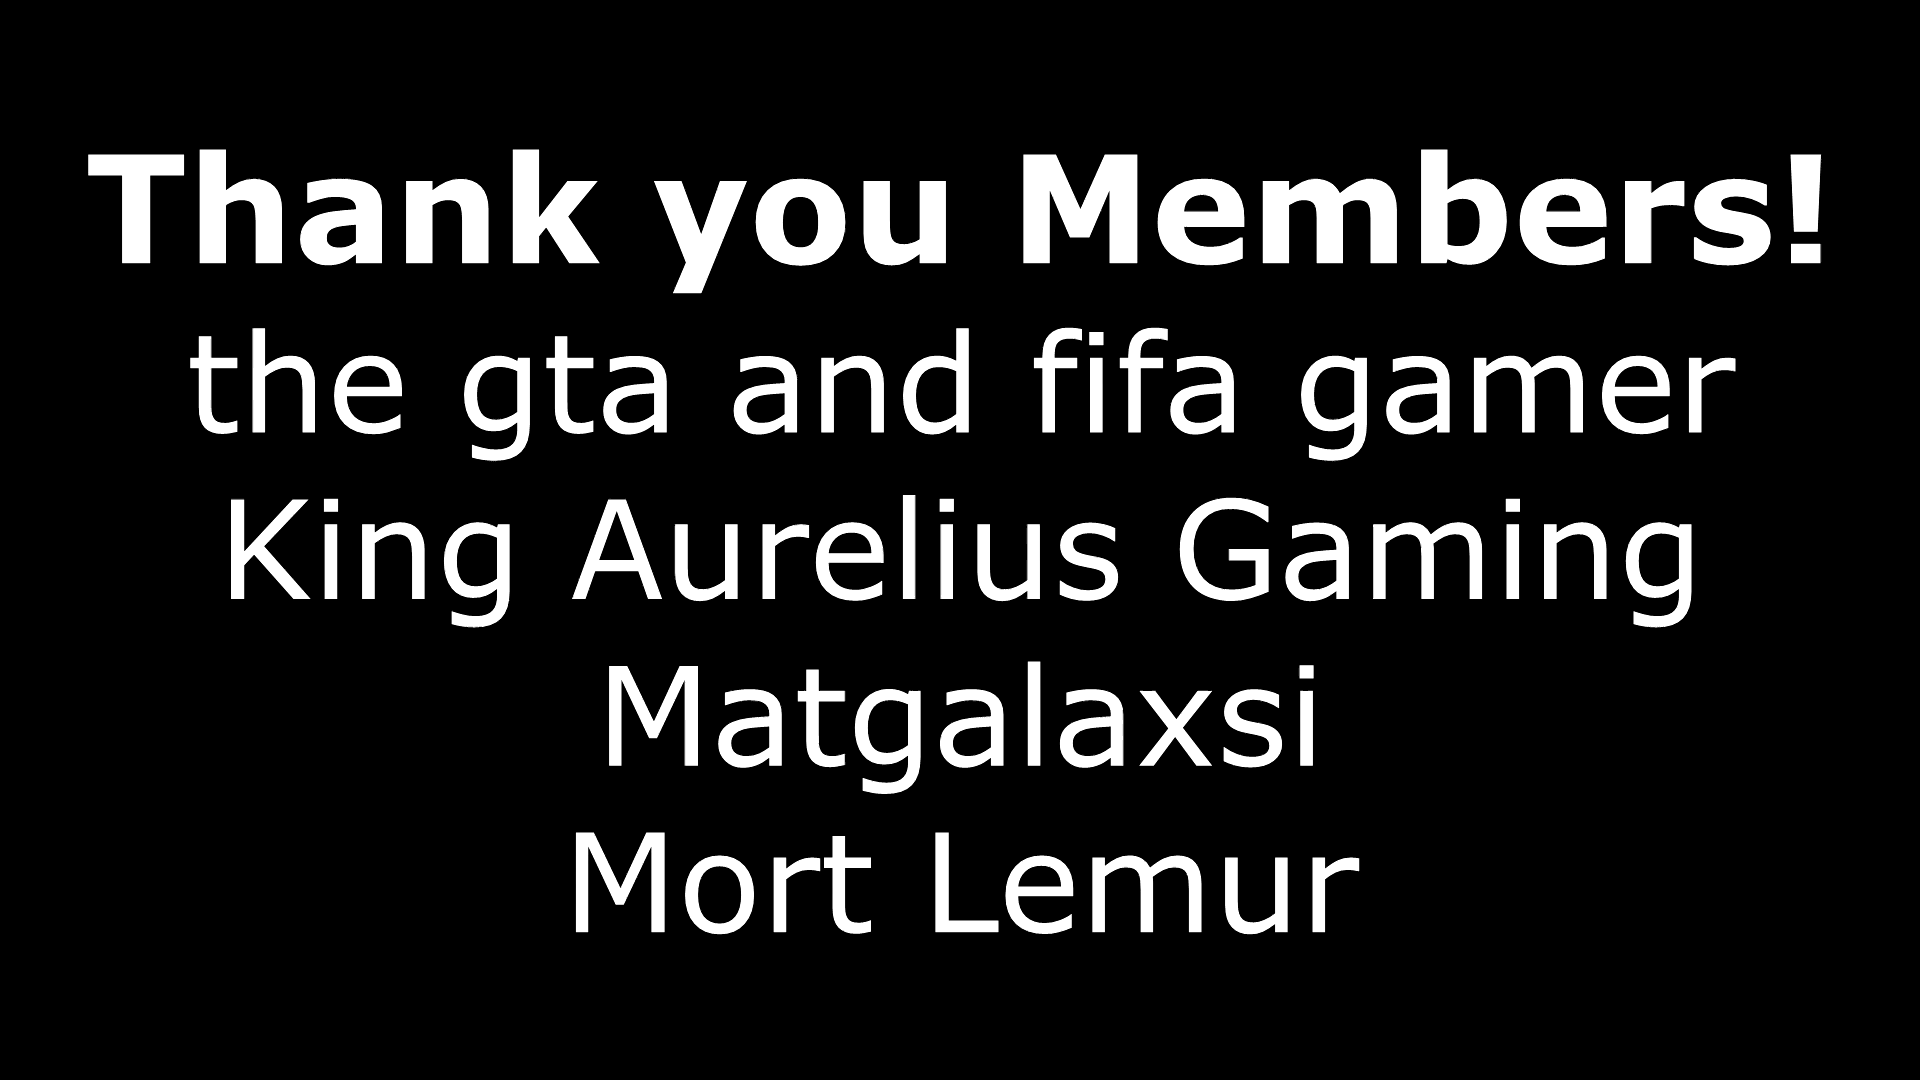 Thank you Members!
the gta and fifa gamer
King Aurelius Gaming
Matgalaxsi
Mort Lemur